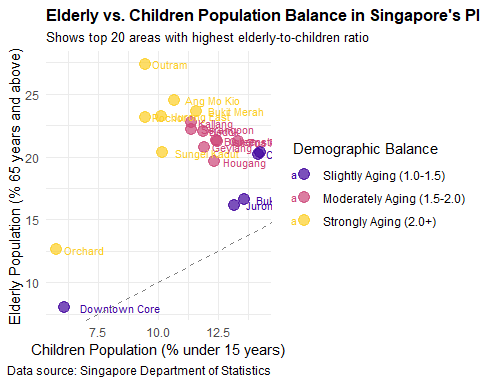 Elderly vs. Children Population Balance in Singapore's Pl
Shows top 20 areas with highest elderly-to-children ratio
Elderly Population (% 65 years and above)
25
20
15
10
Outram
Ang Mo Kio
Bukit Merah
Kallang
Geylang
Hougang
Orchard
Downtown Core
7.5
10.0
12.5
Children Population (% under 15 years)
Demographic Balance
a Slightly Aging (1.0-1.5)
a Moderately Aging (1.5-2.0)
a Strongly Aging (2.0+)
Data source: Singapore Department of Statistics